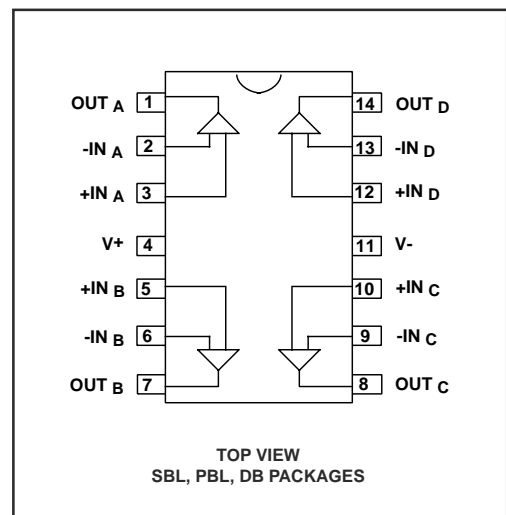 OUT A 1 14 OUT D
-IN A 2 13 -IN D
+IN A 3 12 +IN D
V+ 4 11 V-
+IN B 5 10 +IN C
-IN B 6 9 -IN C
OUT B 7 8 OUT C
TOP VIEW
SBL, PBL, DB PACKAGES